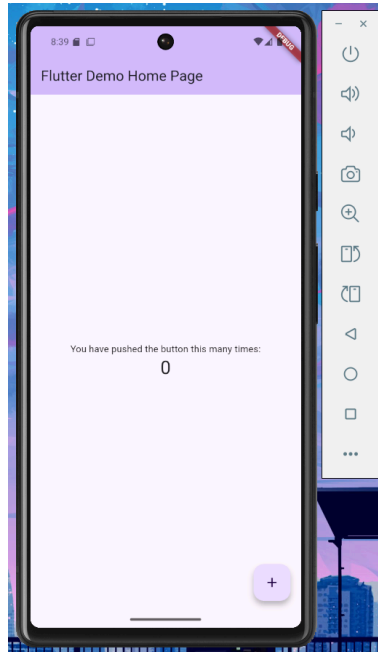 8:39
DEBUG
Flutter Demo Home Page
You have pushed the button this many times:
0
+